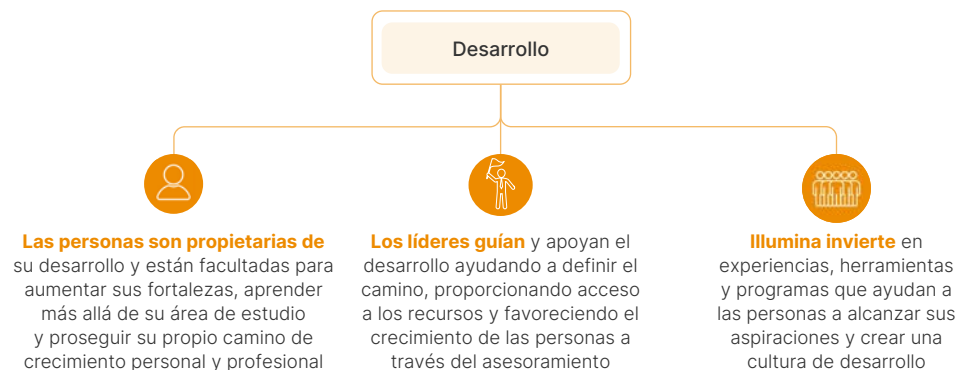 Desarrollo
Las personas son propietarias de
su desarrollo y están facultadas para
aumentar sus fortalezas, aprender
más allá de su área de estudio
y proseguir su propio camino de
crecimiento personal y profesional
Los líderes guían y apoyan el
desarrollo ayudando a definir el
camino, proporcionando acceso
a los recursos y favoreciendo el
crecimiento de las personas a
través del asesoramiento
Illumina invierte en
experiencias, herramientas
y programas que ayudan a
las personas a alcanzar sus
aspiraciones y crear una
cultura de desarrollo